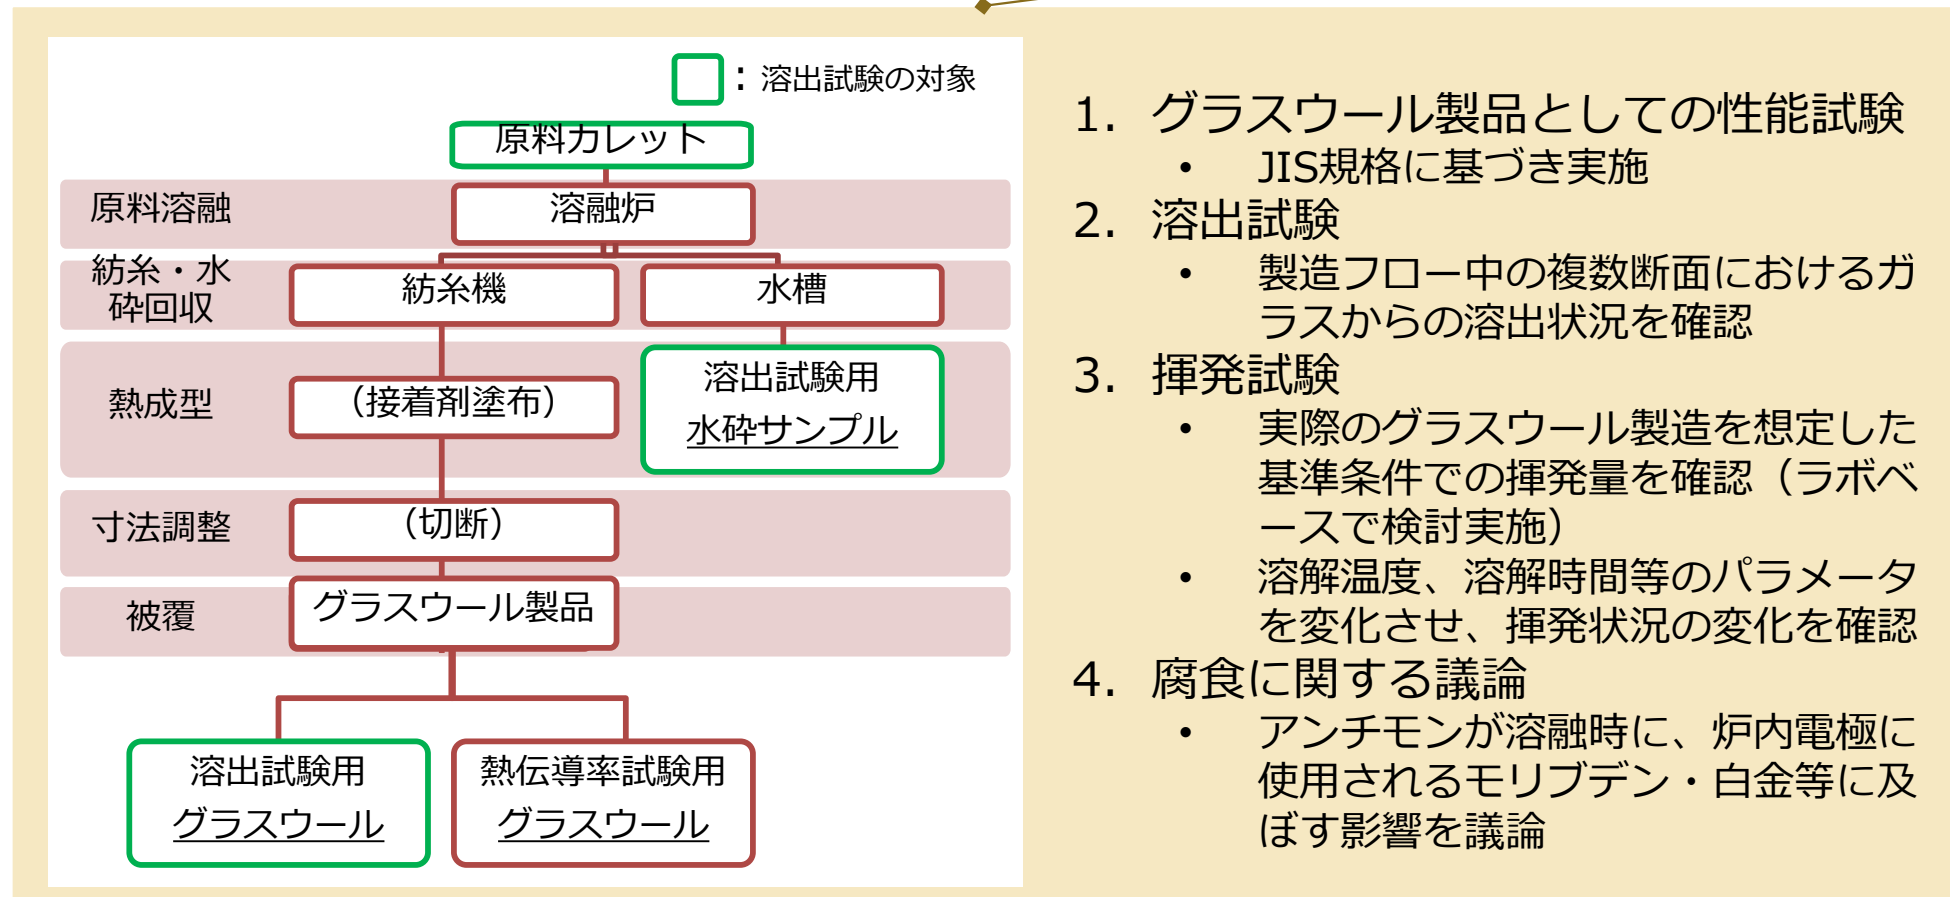 ：溶出試験の対象
原料カレット
原料溶融
溶融炉
紡糸・水
砕回収
紡糸機
水槽
熱成型
（接着剤塗布）
溶出試験用
水砕サンプル
寸法調整
（切断）
被覆
グラスウール製品
溶出試験用
グラスウール
熱伝導率試験用
グラスウール
1. グラスウール製品としての性能試験
• JIS規格に基づき実施
2. 溶出試験
• 製造フロー中の複数断面におけるガ
ラスからの溶出状況を確認
3. 揮発試験
• 実際のグラスウール製造を想定した
基準条件での揮発量を確認（ラボベ
ースで検討実施）
• 溶解温度、溶解時間等のパラメータ
を変化させ、揮発状況の変化を確認
4. 腐食に関する議論
• アンチモンが溶融時に、炉内電極に
使用されるモリブデン・白金等に及
ぼす影響を議論